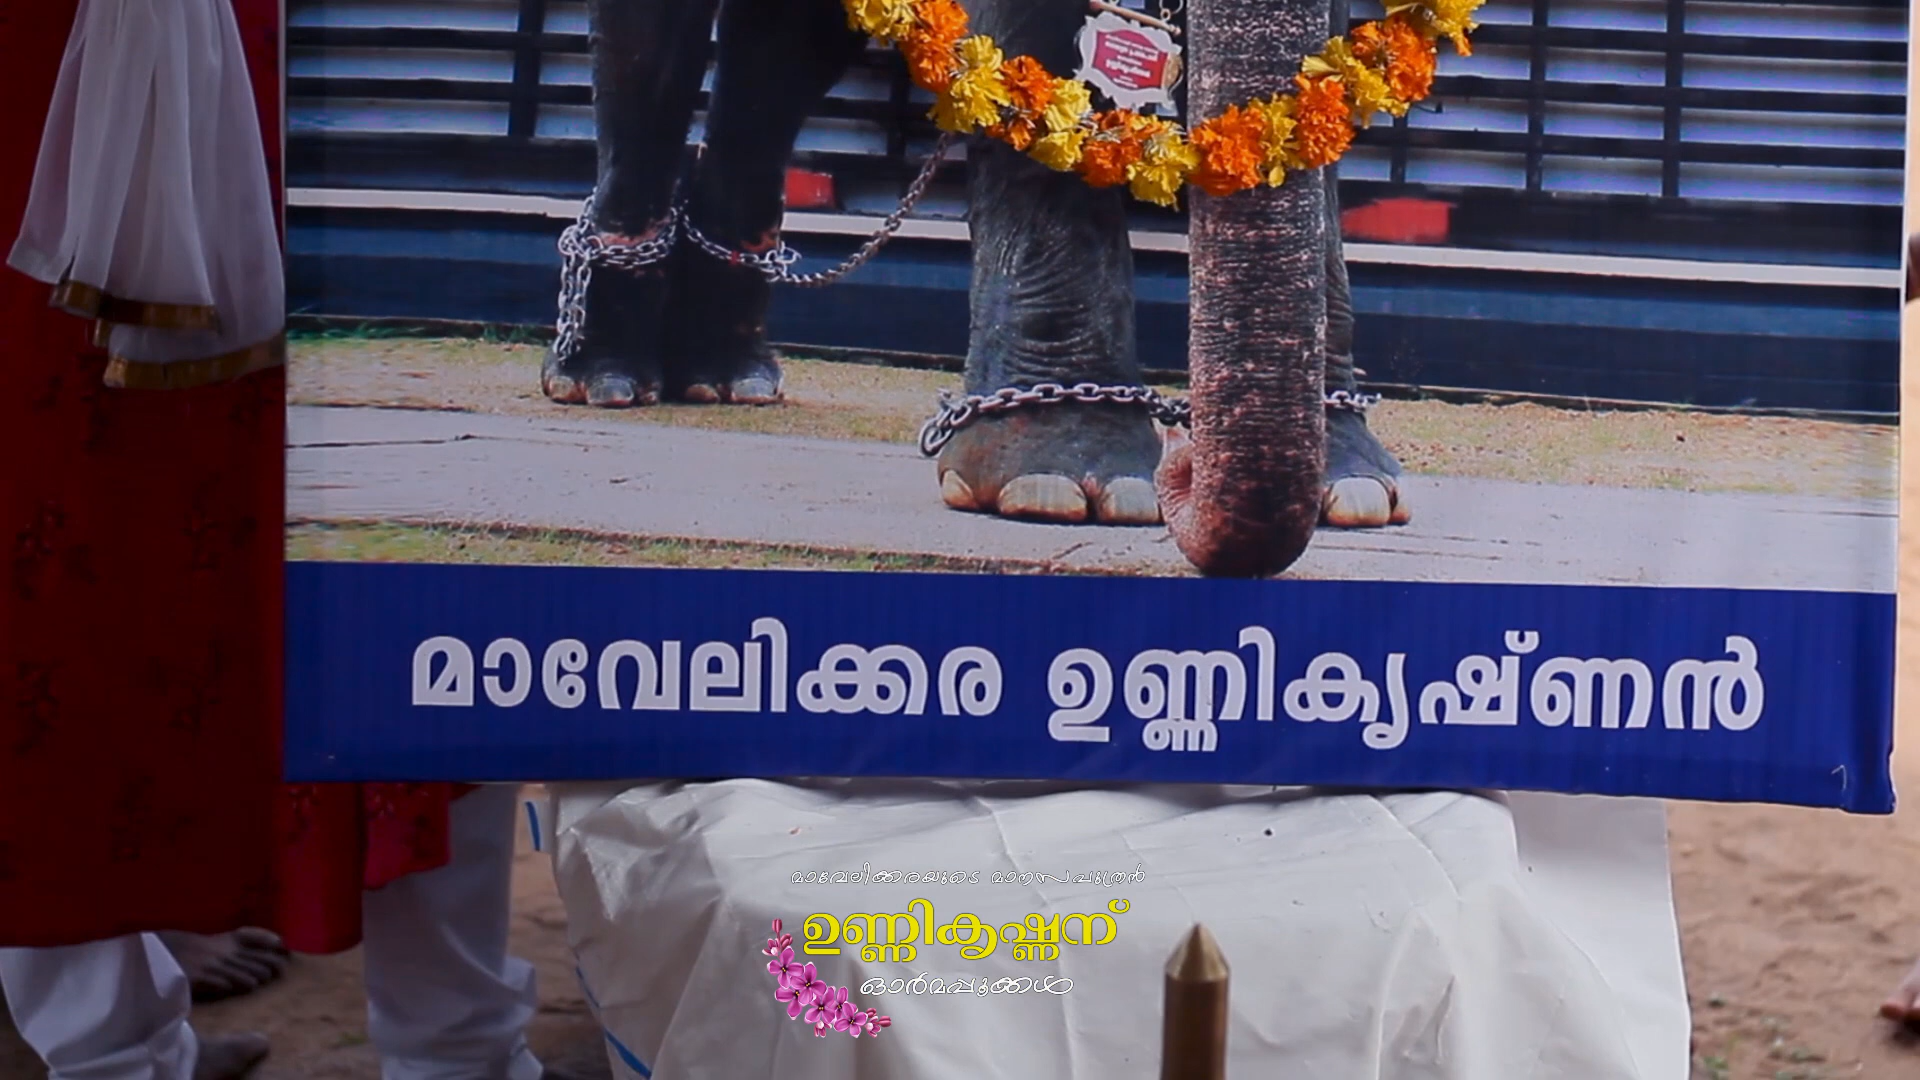 മാവേലിക്കര ഉണ്ണികൃഷ്ണൻ
മാവേലിക്കരയുടെ മാനസപുത്രൻ
ഉണ്ണികൃഷ്ണന്
ഓർമപ്പൂക്കൾ